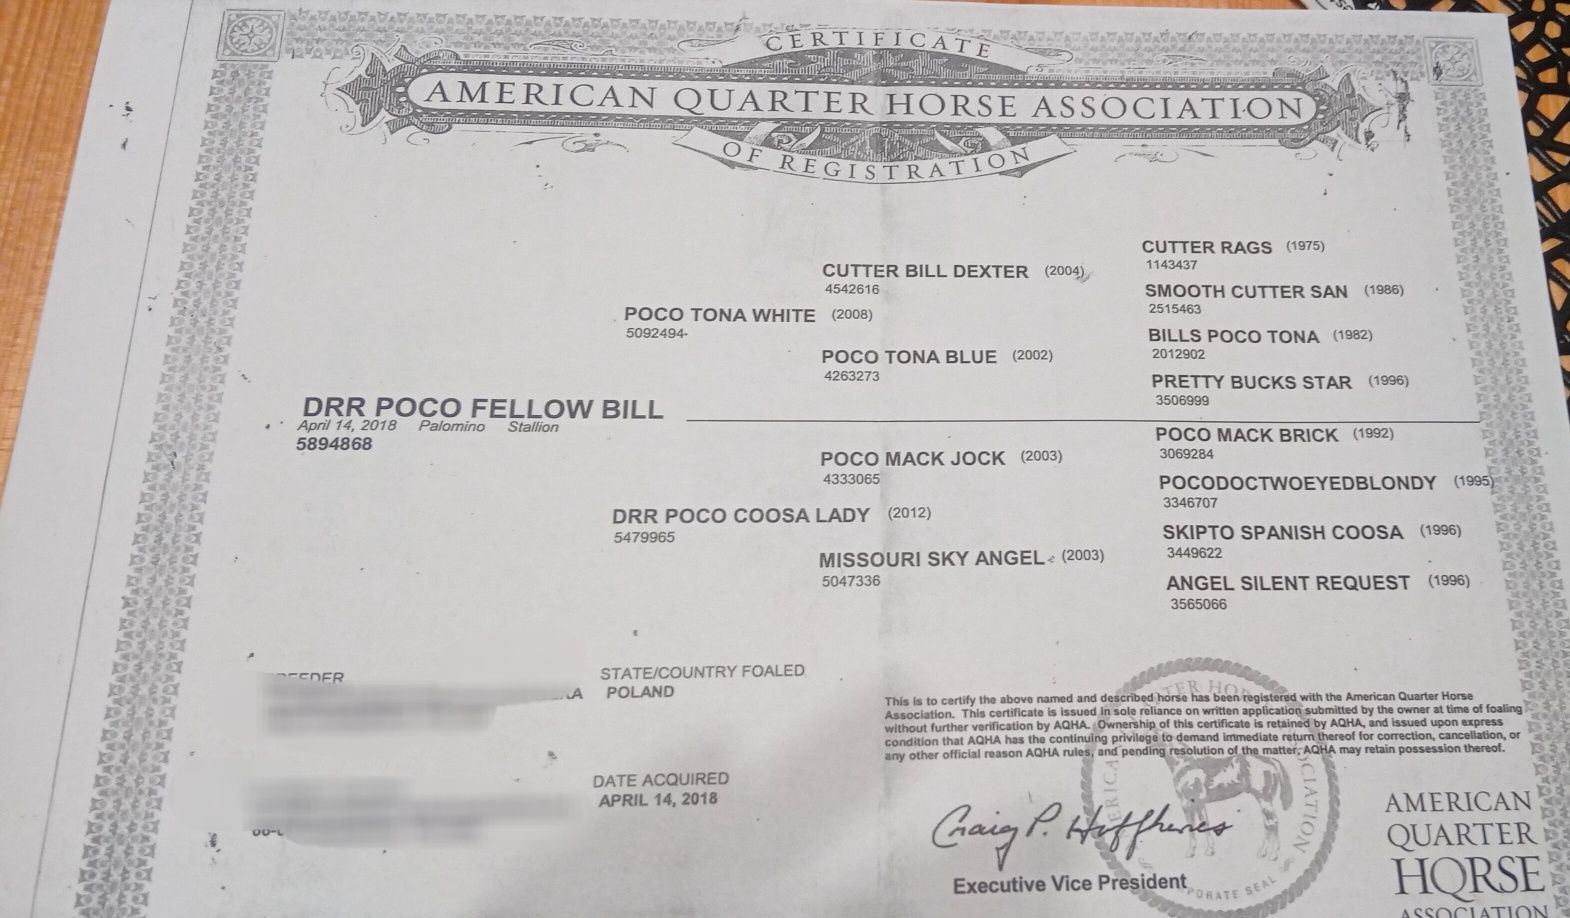 CERTIFICATE
AMERICAN QUARTER HORSE ASSOCIATION
OF REGISTRATION
CUTTER RAGS (1975)
1143437
CUTTER BILL DEXTER (2004)
4542616
SMOOTH CUTTER SAN (1986)
2515463
POCO TONA WHITE (2008)
5092494
BILLS POCO TONA (1982)
2012902
POCO TONA BLUE (2002)
4263273
PRETTY BUCKS STAR (1996)
3506999
DRR POCO FELLOW BILL
April 14, 2018 Palomino Stallion
5894868
POCO MACK BRICK (1992)
3069284
POCO MACK JOCK (2003)
4333065
POCODOCTWOEYEDBLONDY (1995)
3346707
DRR POCO COOSA LADY (2012)
5479965
SKIPTO SPANISH COOSA (1996)
3449622
MISSOURI SKY ANGEL (2003)
5047336
ANGEL SILENT REQUEST (1996)
3565066
STATE/COUNTRY FOALED
POLAND
DATE ACQUIRED
APRIL 14, 2018
This is to certify the above named and described horse has been registered with the American Quarter Horse
Association. This certificate is issued in sole reliance on written application submitted by the owner at time of foaling
without further verification by AQHA. Ownership of this certificate is retained by AQHA, and issued upon express
condition that AQHA has the continuing privilege to demand immediate return thereof for correction, cancellation, or
any other official reason AQHA rules, and pending resolution of the matter, AQHA may retain possession thereof.
Craig P. Huffhines
Executive Vice President
AMERICAN
QUARTER
HORSE
ASSOCIATION